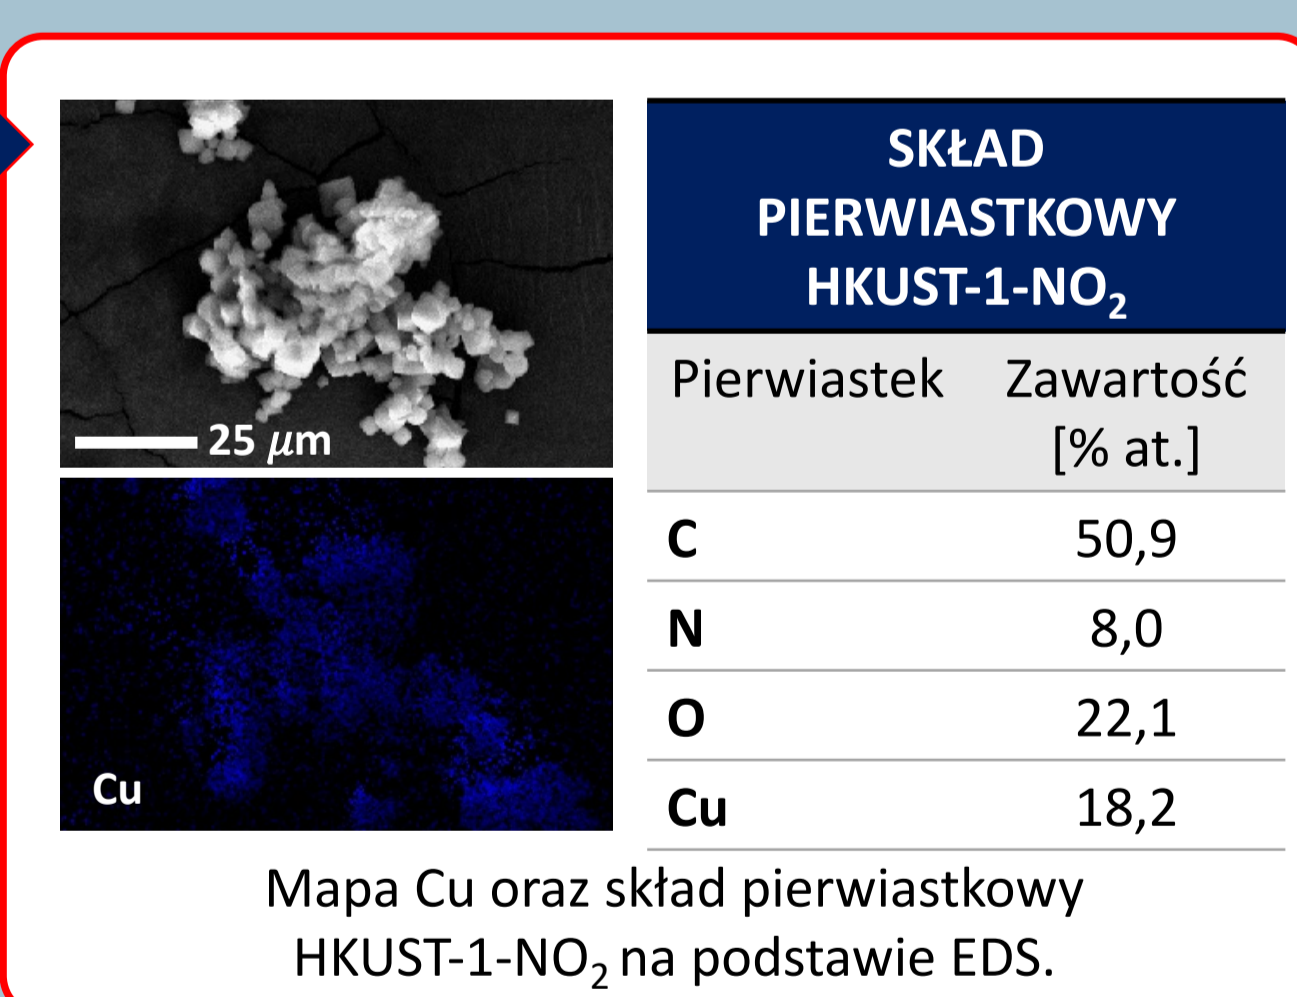 25 μm
Cu
SKŁAD
PIERWIASTKOWY
HKUST-1-NO₂
Pierwiastek Zawartość
[% at.]
C 50,9
N 8,0
O 22,1
Cu 18,2
Mapa Cu oraz skład pierwiastkowy
HKUST-1-NO₂ na podstawie EDS.